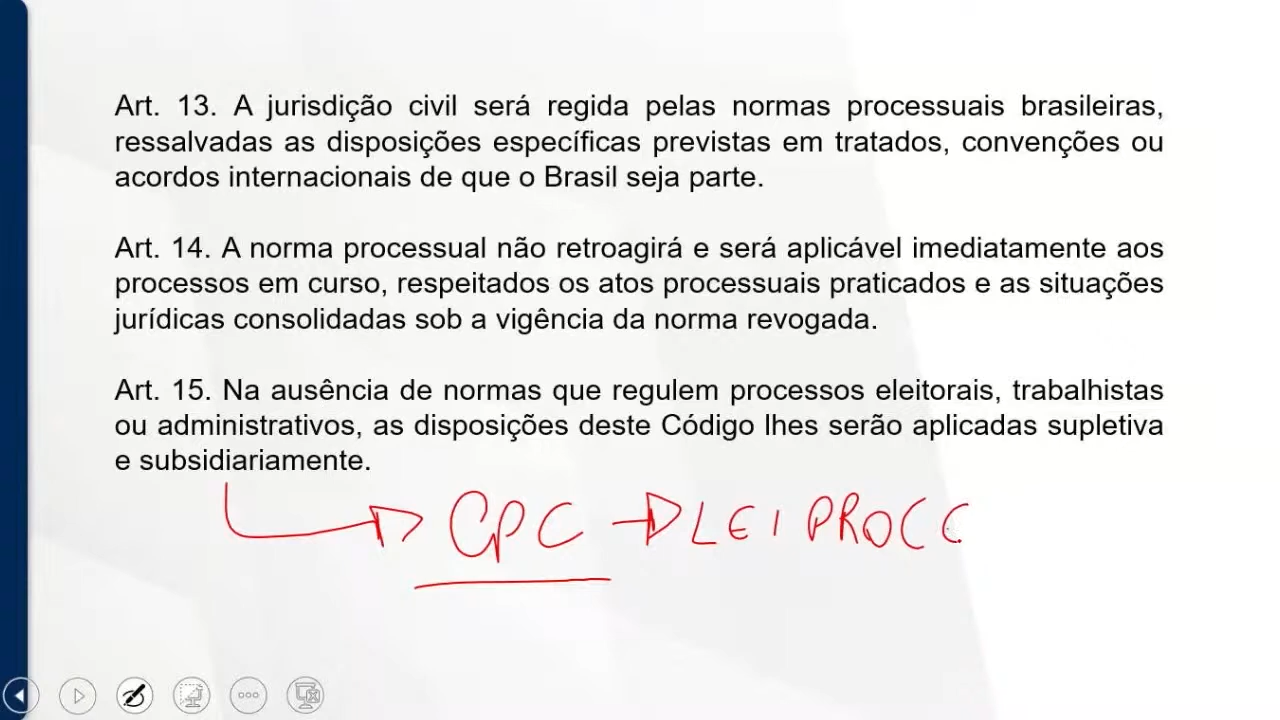 Art. 13. A jurisdição civil será regida pelas normas processuais brasileiras,
ressalvadas as disposições específicas previstas em tratados, convenções ou
acordos internacionais de que o Brasil seja parte.
Art. 14. A norma processual não retroagirá e será aplicável imediatamente aos
processos em curso, respeitados os atos processuais praticados e as situações
jurídicas consolidadas sob a vigência da norma revogada.
Art. 15. Na ausência de normas que regulem processos eleitorais, trabalhistas
ou administrativos, as disposições deste Código lhes serão aplicadas supletiva
e subsidiariamente.
CPC LEI PROCC